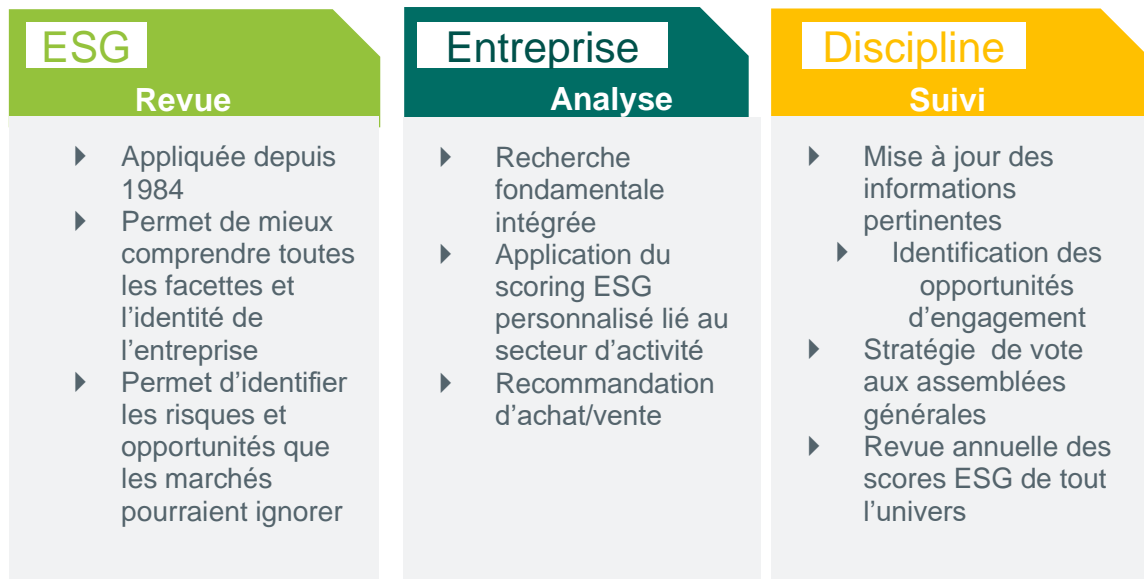 ESG
Revue
Appliquée depuis
1984
Permet de mieux
comprendre toutes
les facettes et
l’identité de
l’entreprise
Permet d’identifier
les risques et
opportunités que
les marchés
pourraient ignorer
Entreprise
Analyse
Recherche
fondamentale
intégrée
Application du
scoring ESG
personnalisé lié au
secteur d’activité
Recommandation
d’achat/vente
Discipline
Suivi
Mise à jour des
informations
pertinentes
Identification des
opportunités
d’engagement
Stratégie de vote
aux assemblées
générales
Revue annuelle des
scores ESG de tout
l’univers